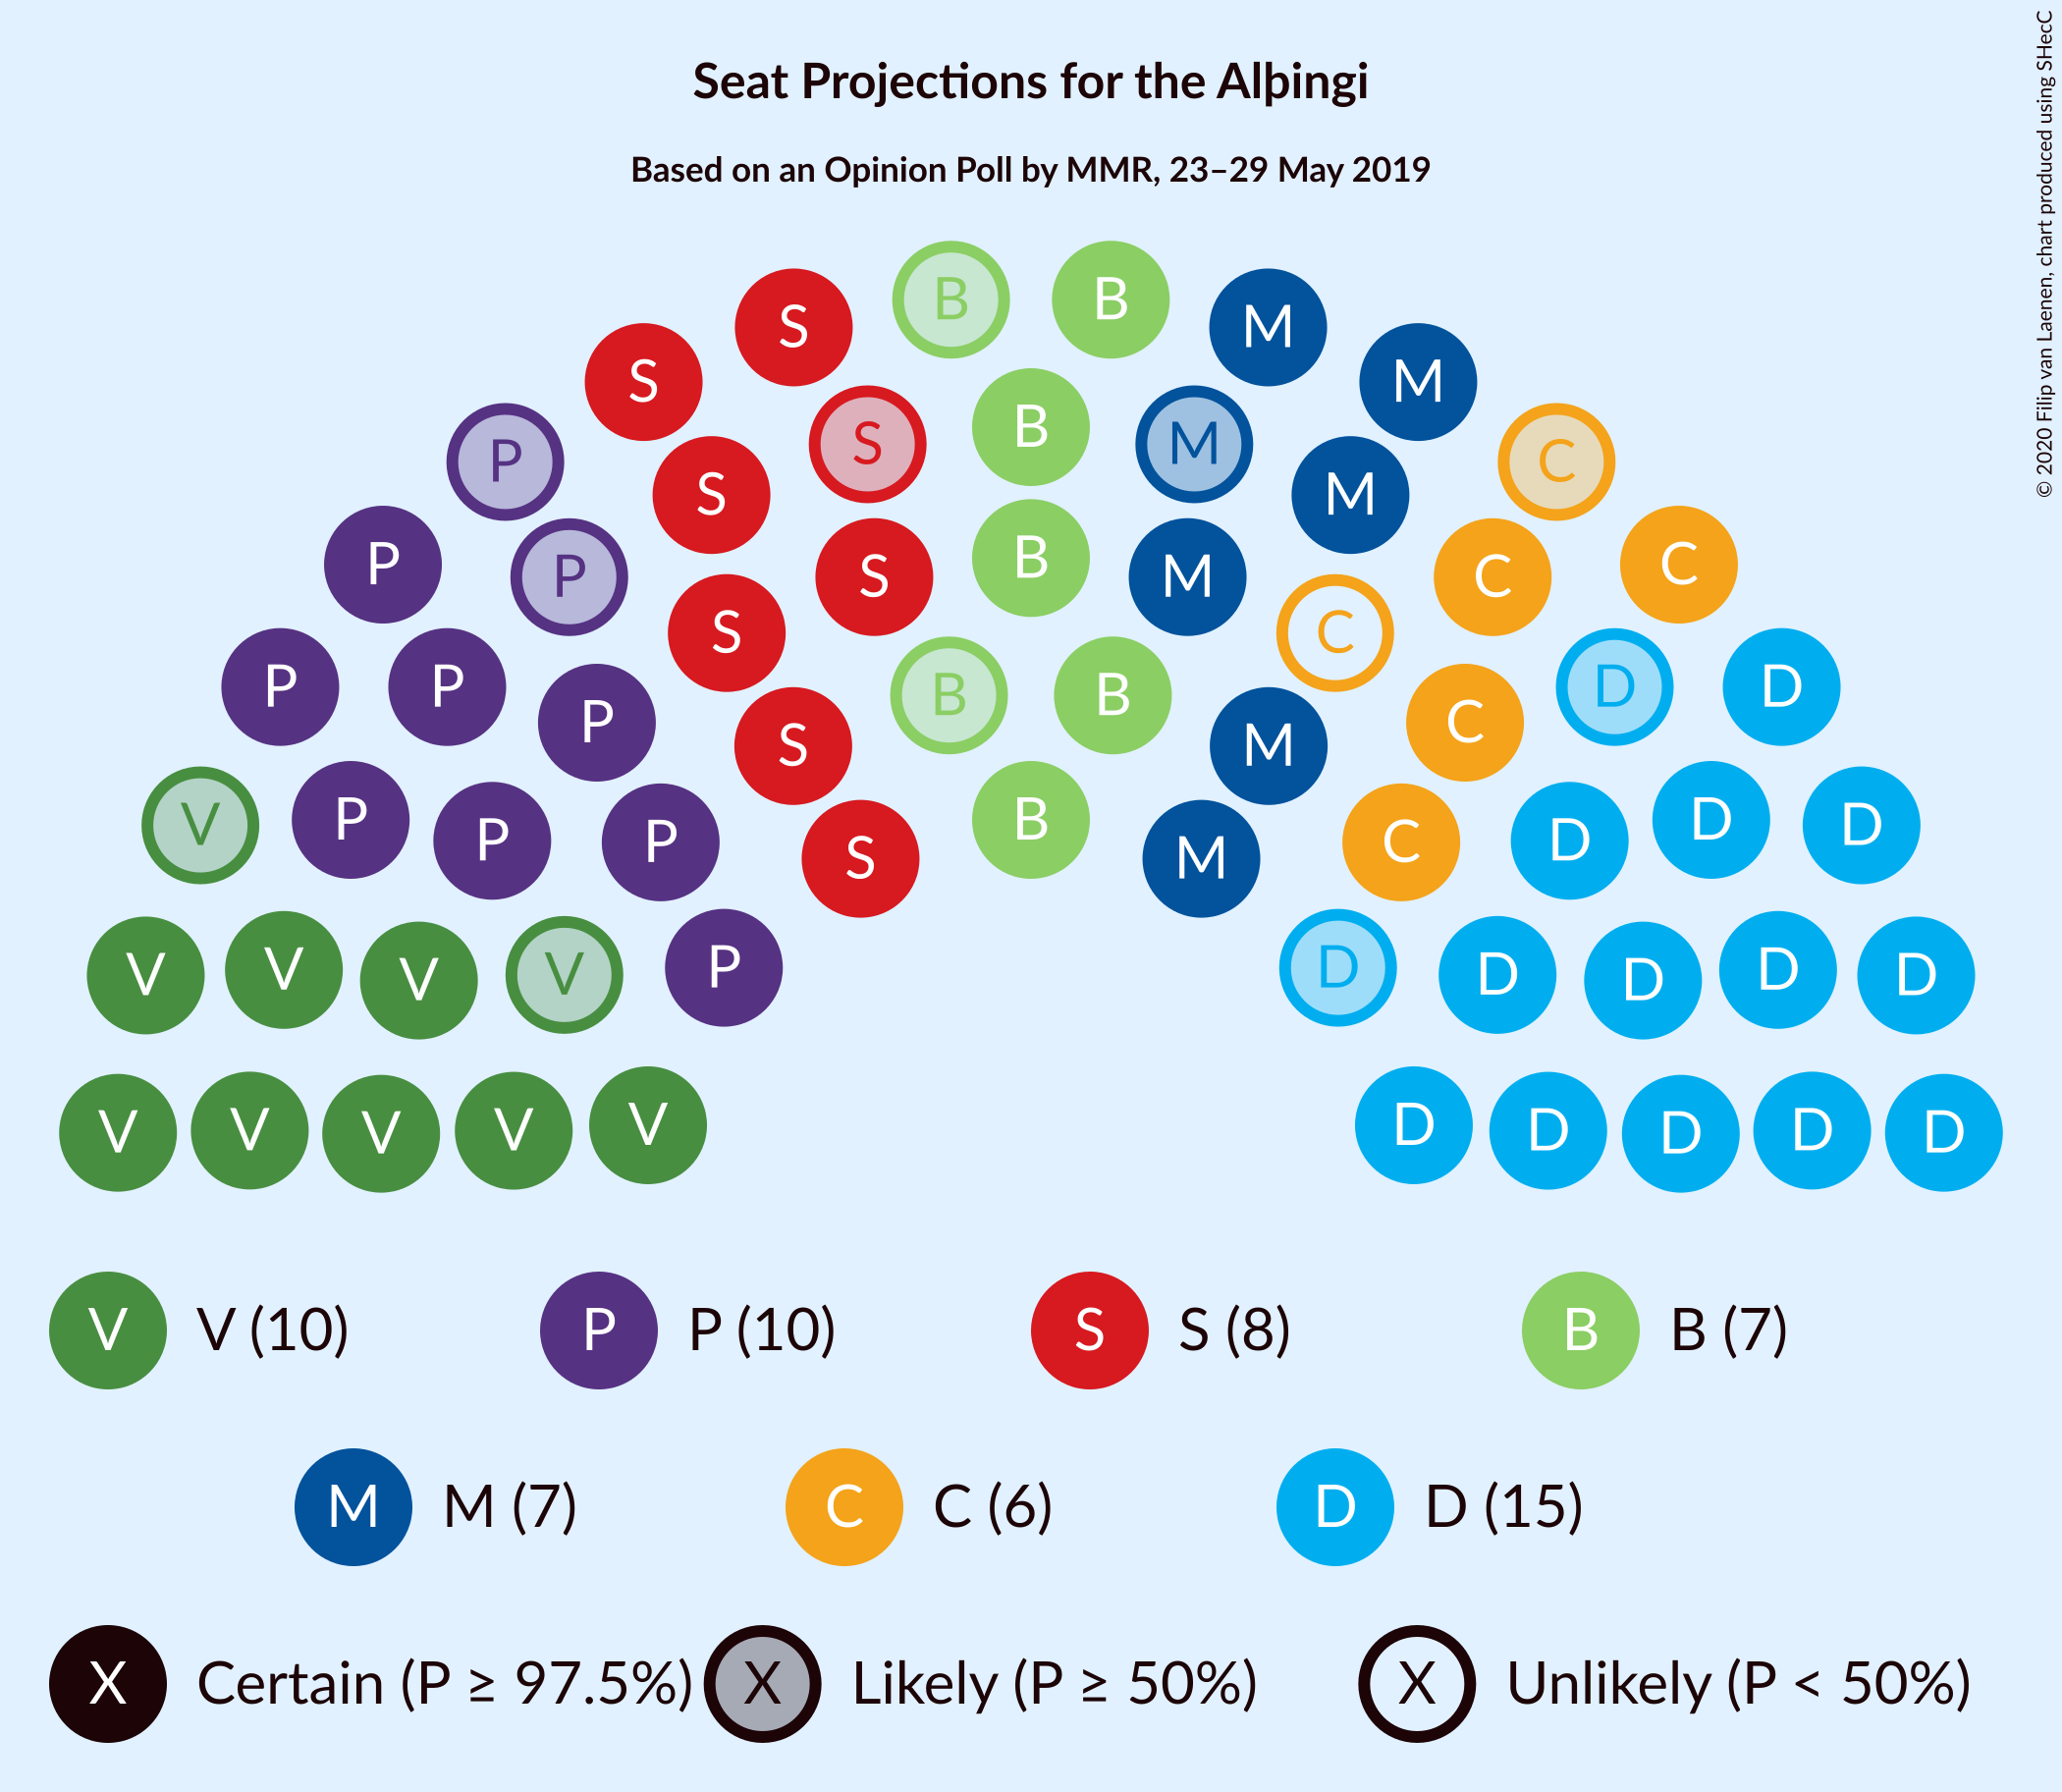 © 2020 Filip van Laenen, chart produced using SHecC
Seat Projections for the Alþingi
Based on an Opinion Poll by MMR, 23–29 May 2019
B B
S M
S M
B
S M
P C
S M
B
P C
P S M C
S C
P P D D
B B
P C
S M
V P P P B C D D D
S M
V V V V P D D D D D
V V V V V D D D D D
V V (10) P P (10) S S (8) B B (7)
M M (7) C C (6) D D (15)
X Certain (P ≥ 97.5%) X Likely (P ≥ 50%) X Unlikely (P < 50%)